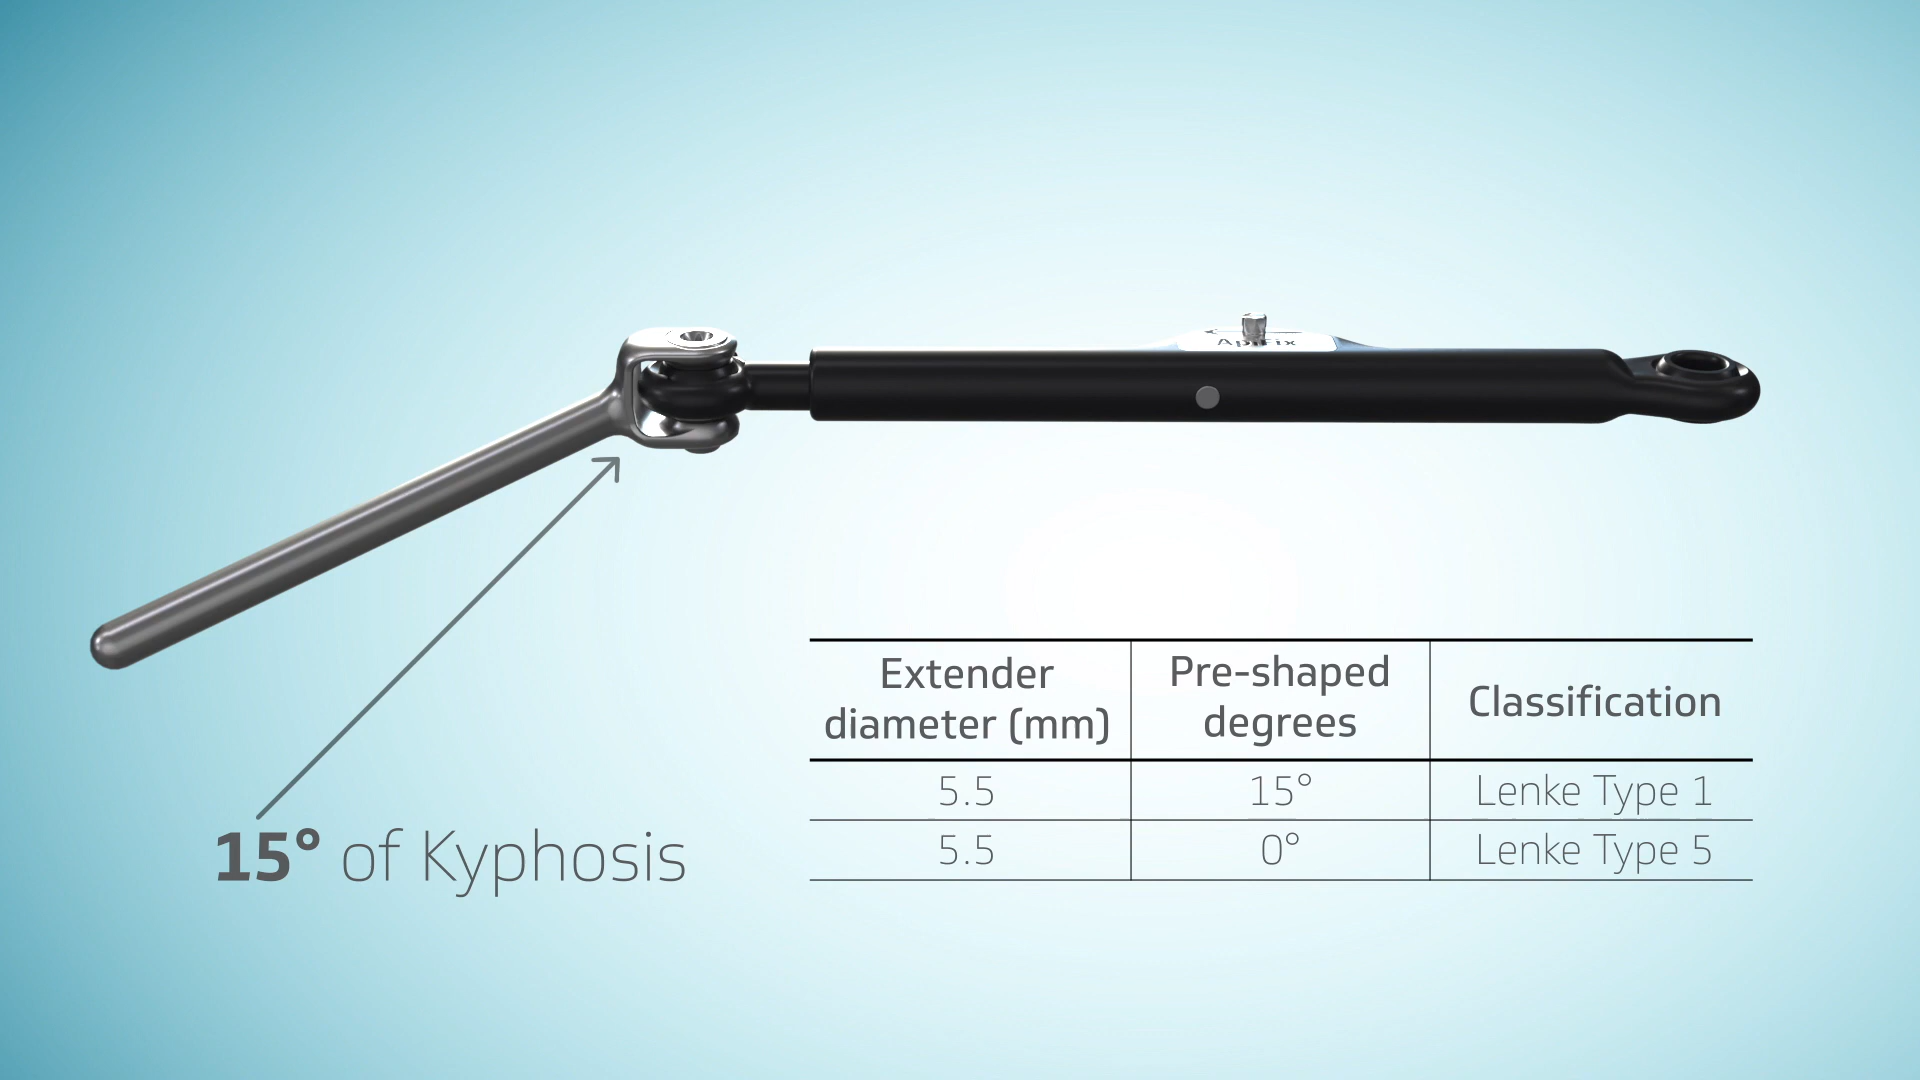 ApiFix
Extender diameter (mm) Pre-shaped degrees Classification
5.5 15° Lenke Type 1
5.5 0° Lenke Type 5
15° of Kyphosis